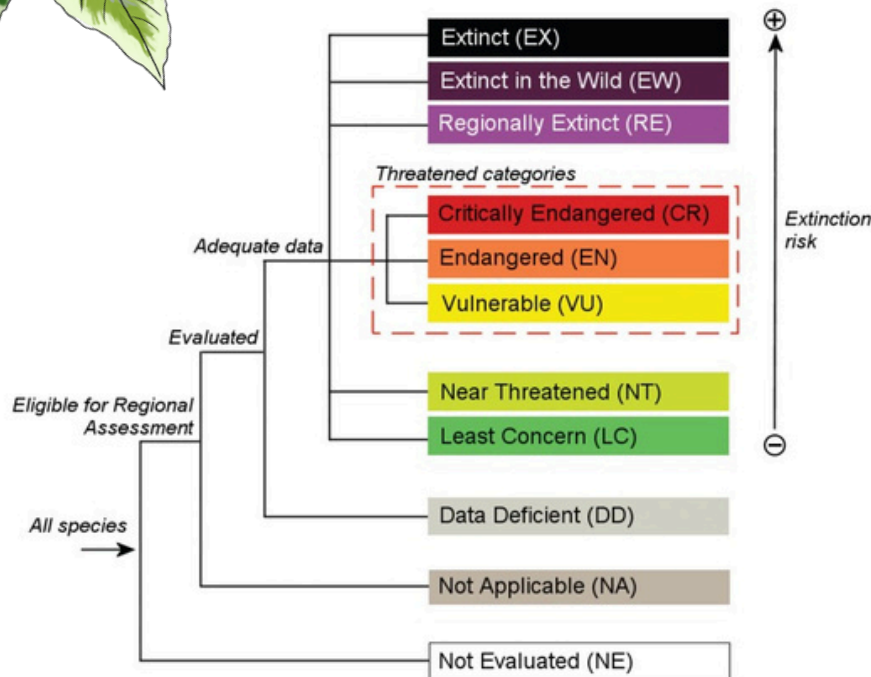 Extinct (EX)
Extinct in the Wild (EW)
Regionally Extinct (RE)
Threatened categories
Critically Endangered (CR)
Extinction
risk
Adequate data
Endangered (EN)
Vulnerable (VU)
Evaluated
Near Threatened (NT)
Eligible for Regional
Assessment
Least Concern (LC)
Data Deficient (DD)
All species
Not Applicable (NA)
Not Evaluated (NE)